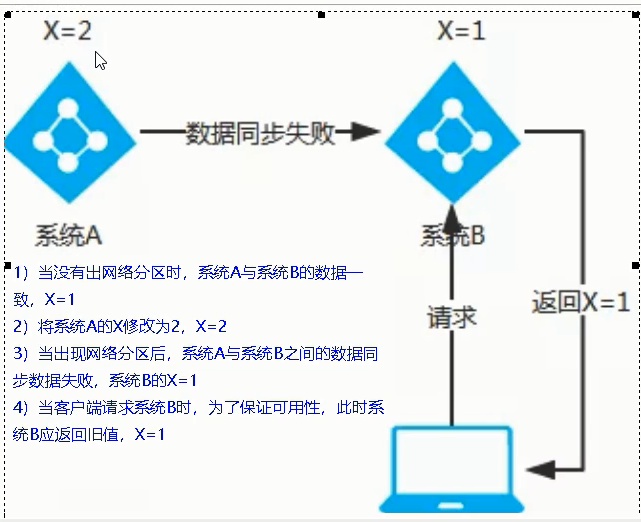 X=2
X=1
数据同步失败
系统A
系统B
1）当没有出网络分区时，系统A与系统B的数据一
致，X=1
2）将系统A的X修改为2，X=2
3）当出现网络分区后，系统A与系统B之间的数据同
步数据失败，系统B的X=1
4）当客户端请求系统B时，为了保证可用性，此时系
统B应返回旧值，X=1
请求
返回X=1